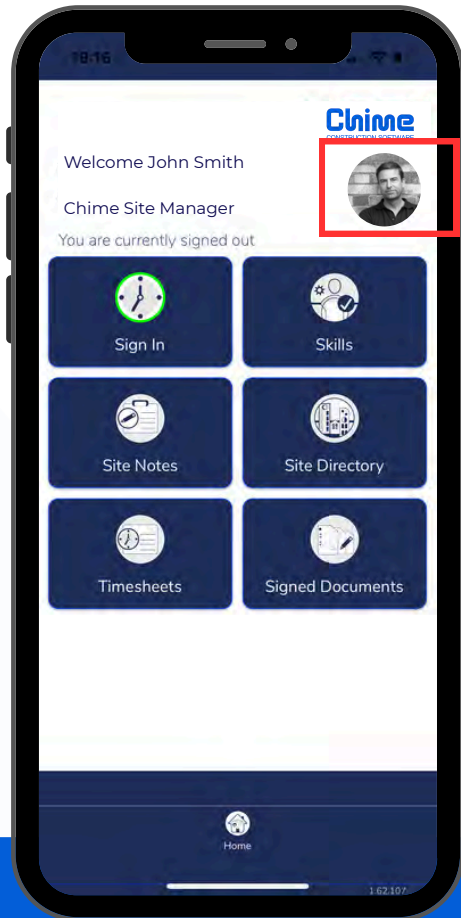 19:16
Chime
CONSTRUCTION SOFTWARE
Welcome John Smith
Chime Site Manager
You are currently signed out
Sign In
Skills
Site Notes
Site Directory
Timesheets
Signed Documents
Home
1.62.107